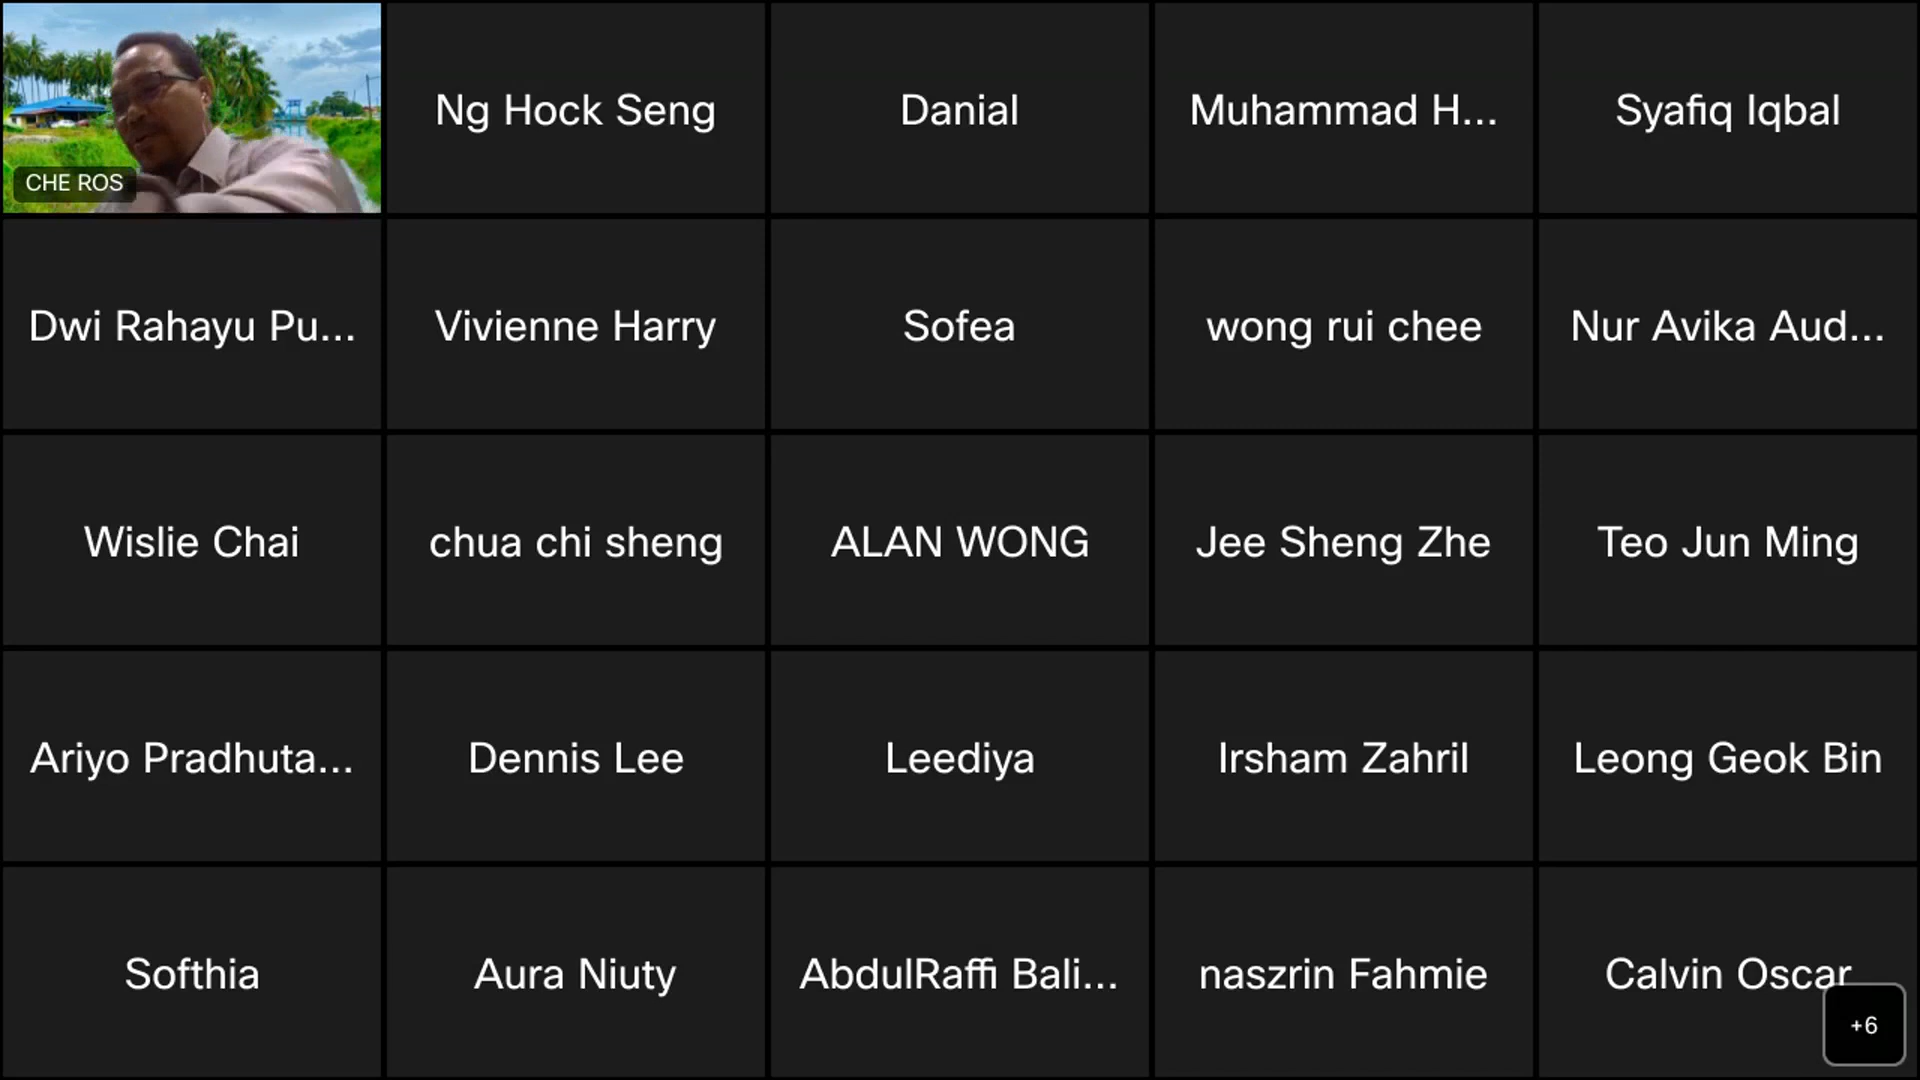 CHE ROS
Ng Hock Seng
Danial
Muhammad H...
Syafiq Iqbal
Dwi Rahayu Pu...
Vivienne Harry
Sofea
wong rui chee
Nur Avika Aud...
Wislie Chai
chua chi sheng
ALAN WONG
Jee Sheng Zhe
Teo Jun Ming
Ariyo Pradhuta...
Dennis Lee
Leediya
Irsham Zahril
Leong Geok Bin
Softhia
Aura Niuty
AbdulRaffi Bali...
naszrin Fahmie
Calvin Oscar
+6